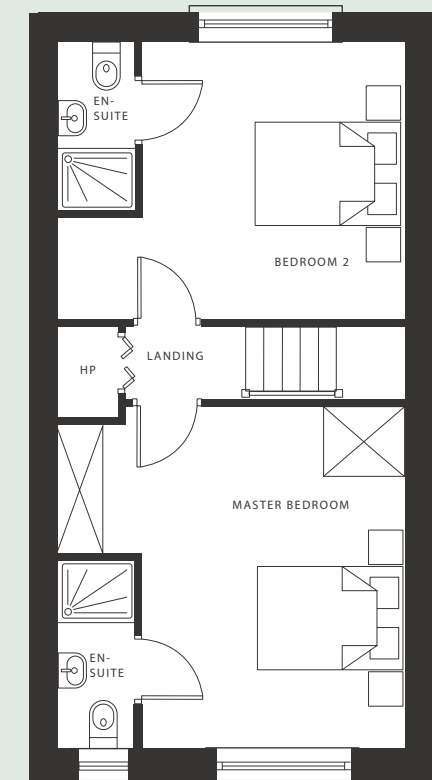 EN-
SUITE
BEDROOM 2
HP
LANDING
MASTER BEDROOM
EN-
SUITE